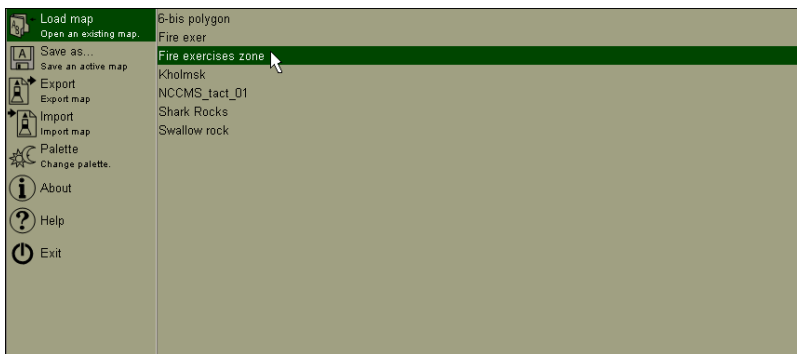 Load map
Open an existing map.
Save as...
Save an active map
Export
Export map
Import
Import map
Palette
Change palette.
About
Help
Exit
6-bis polygon
Fire exer
Fire exercises zone
Kholmsk
NCCMS_tact_01
Shark Rocks
Swallow rock